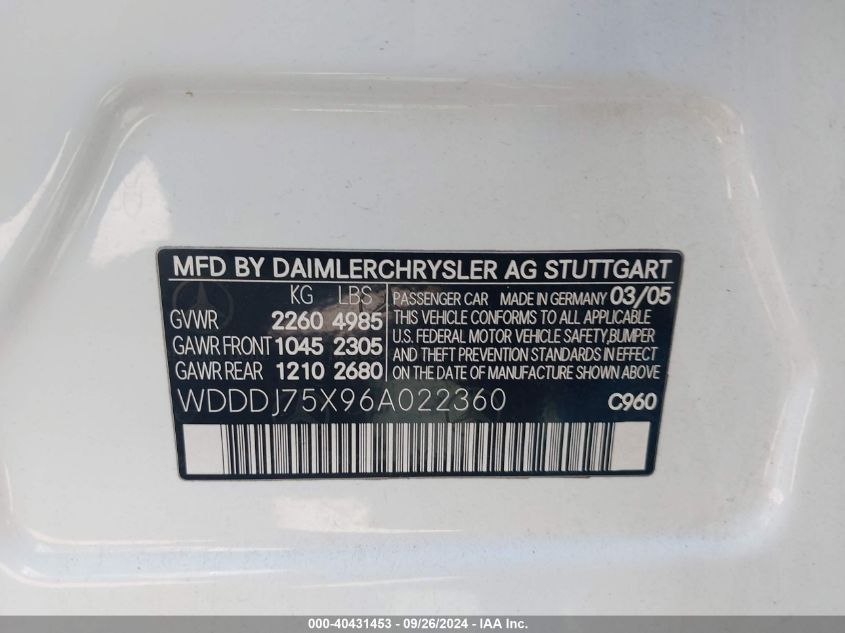 MFD BY DAIMLERCHRYSLER AG STUTTGART
KG LBS
GVWR 2260 4985
GAWR FRONT 1045 2305
GAWR REAR 1210 2680
PASSENGER CAR MADE IN GERMANY 03/05
THIS VEHICLE CONFORMS TO ALL APPLICABLE
U.S. FEDERAL MOTOR VEHICLE SAFETY,BUMPER
AND THEFT PREVENTION STANDARDS IN EFFECT
ON THE DATE OF MANUFACTURE SHOWN ABOVE
WDDDJ75X96A022360 C960
000-40431453 - 09/26/2024 - IAA Inc.